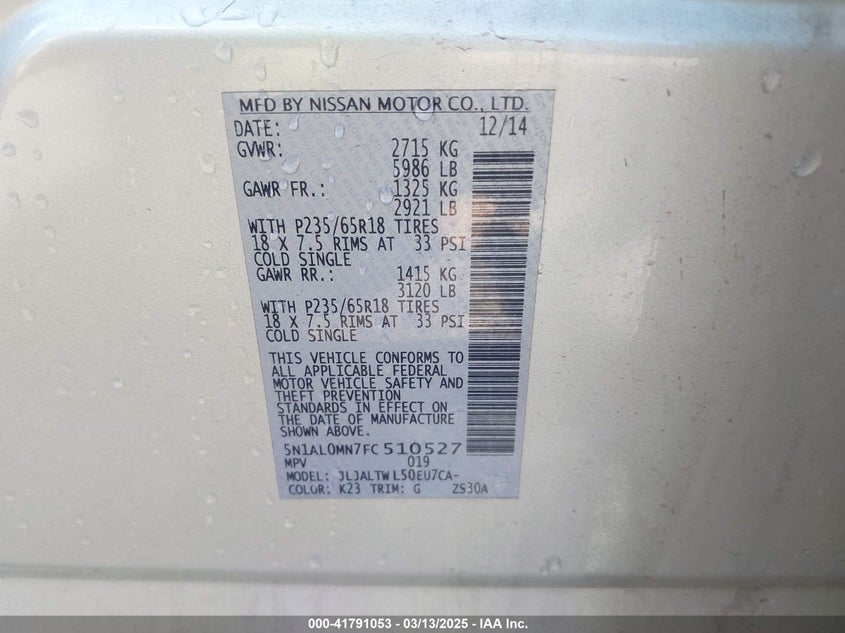 MFD BY NISSAN MOTOR CO., LTD.
DATE: 12/14
GVWR: 2715 KG
5986 LB
GAWR FR.: 1325 KG
2921 LB
WITH P235/65R18 TIRES
18 X 7.5 RIMS AT 33 PSI
COLD SINGLE
GAWR RR.: 1415 KG
3120 LB
WITH P235/65R18 TIRES
18 X 7.5 RIMS AT 33 PSI
COLD SINGLE
THIS VEHICLE CONFORMS TO
ALL APPLICABLE FEDERAL
MOTOR VEHICLE SAFETY AND
THEFT PREVENTION
STANDARDS IN EFFECT ON
THE DATE OF MANUFACTURE
SHOWN ABOVE.
5N1AL0MN7FC510527
MPV 019
MODEL: JLJALTWL50EU7CA-
COLOR: K23 TRIM: G ZS30A
000-41791053 — 03/13/2025 — IAA Inc.